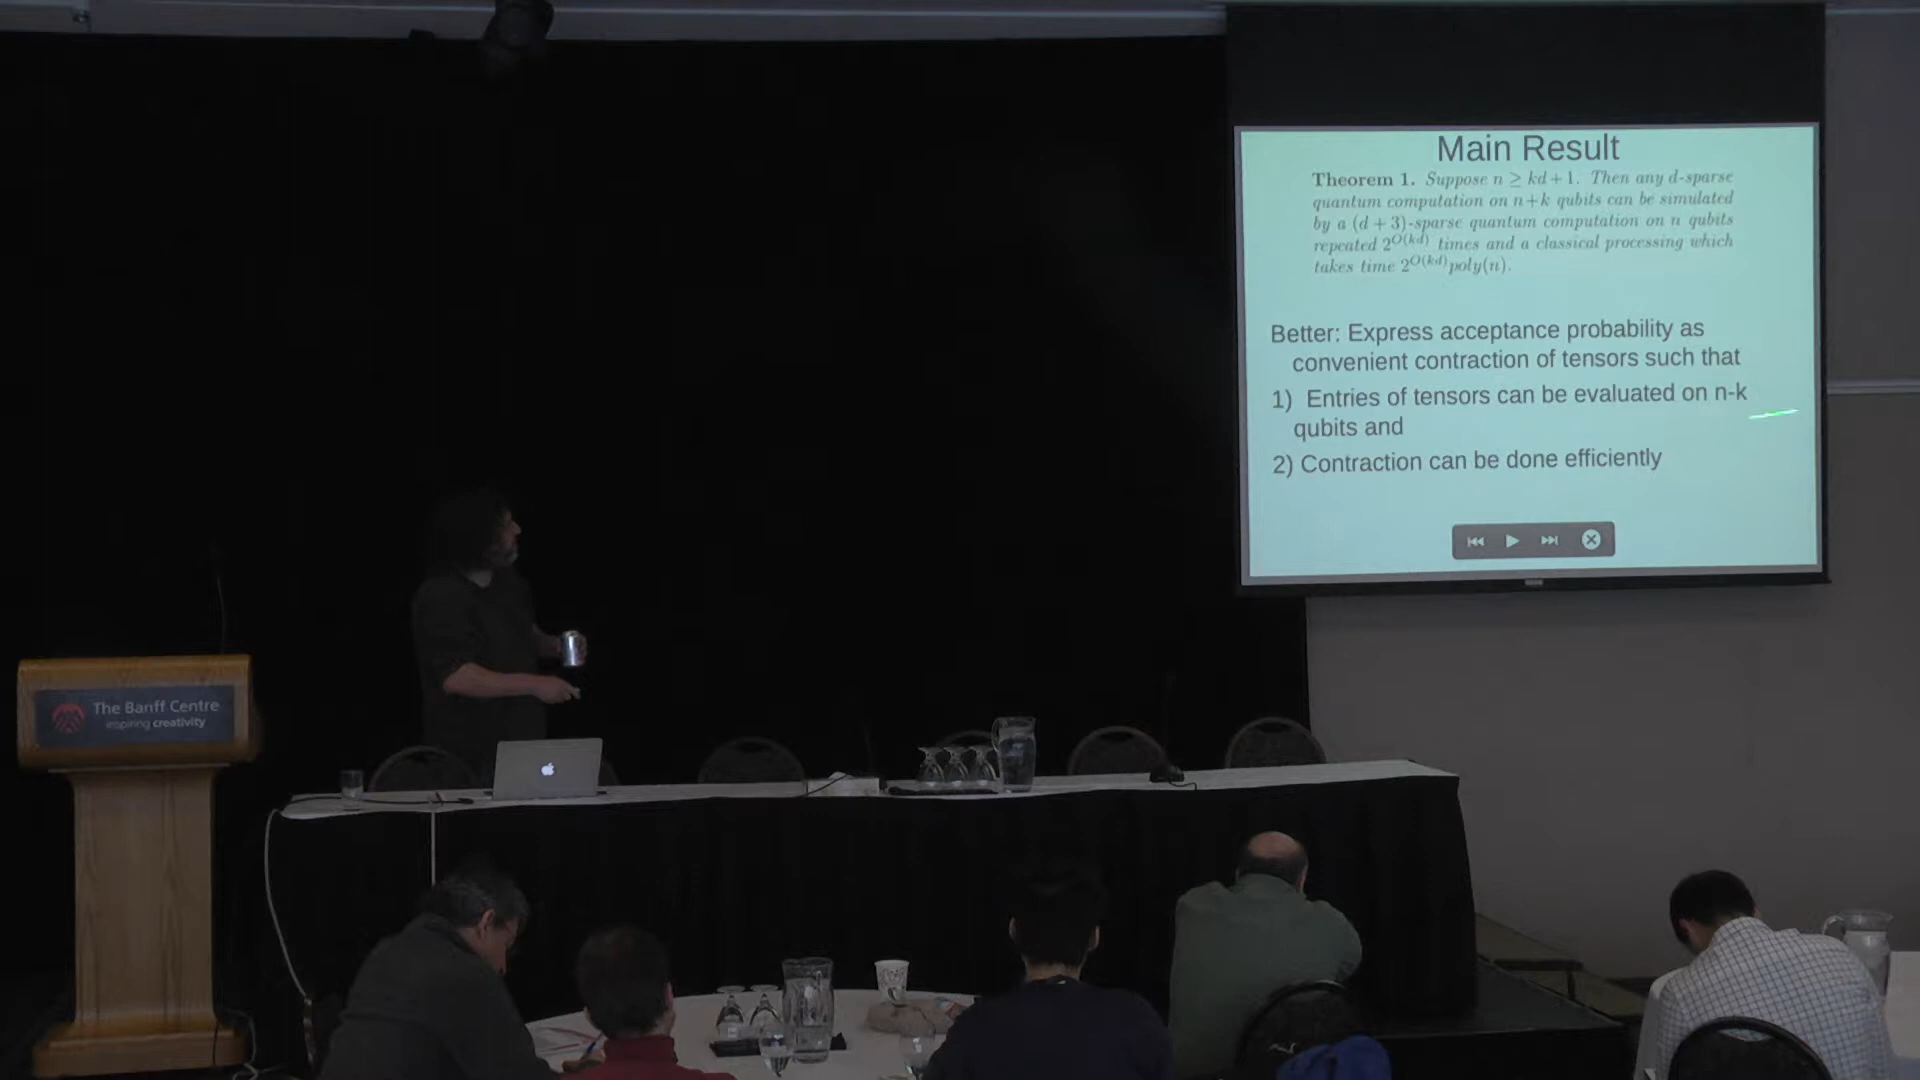 Main Result
Theorem 1. Suppose n ≥ kd + 1. Then any d-sparse
quantum computation on n+k qubits can be simulated
by a (d + 3)-sparse quantum computation on n qubits
repeated 2^{O(kd)} times and a classical processing which
takes time 2^{O(kd)}poly(n).
Better: Express acceptance probability as
convenient contraction of tensors such that
1) Entries of tensors can be evaluated on n-k
qubits and
2) Contraction can be done efficiently
The Banff Centre
inspiring creativity